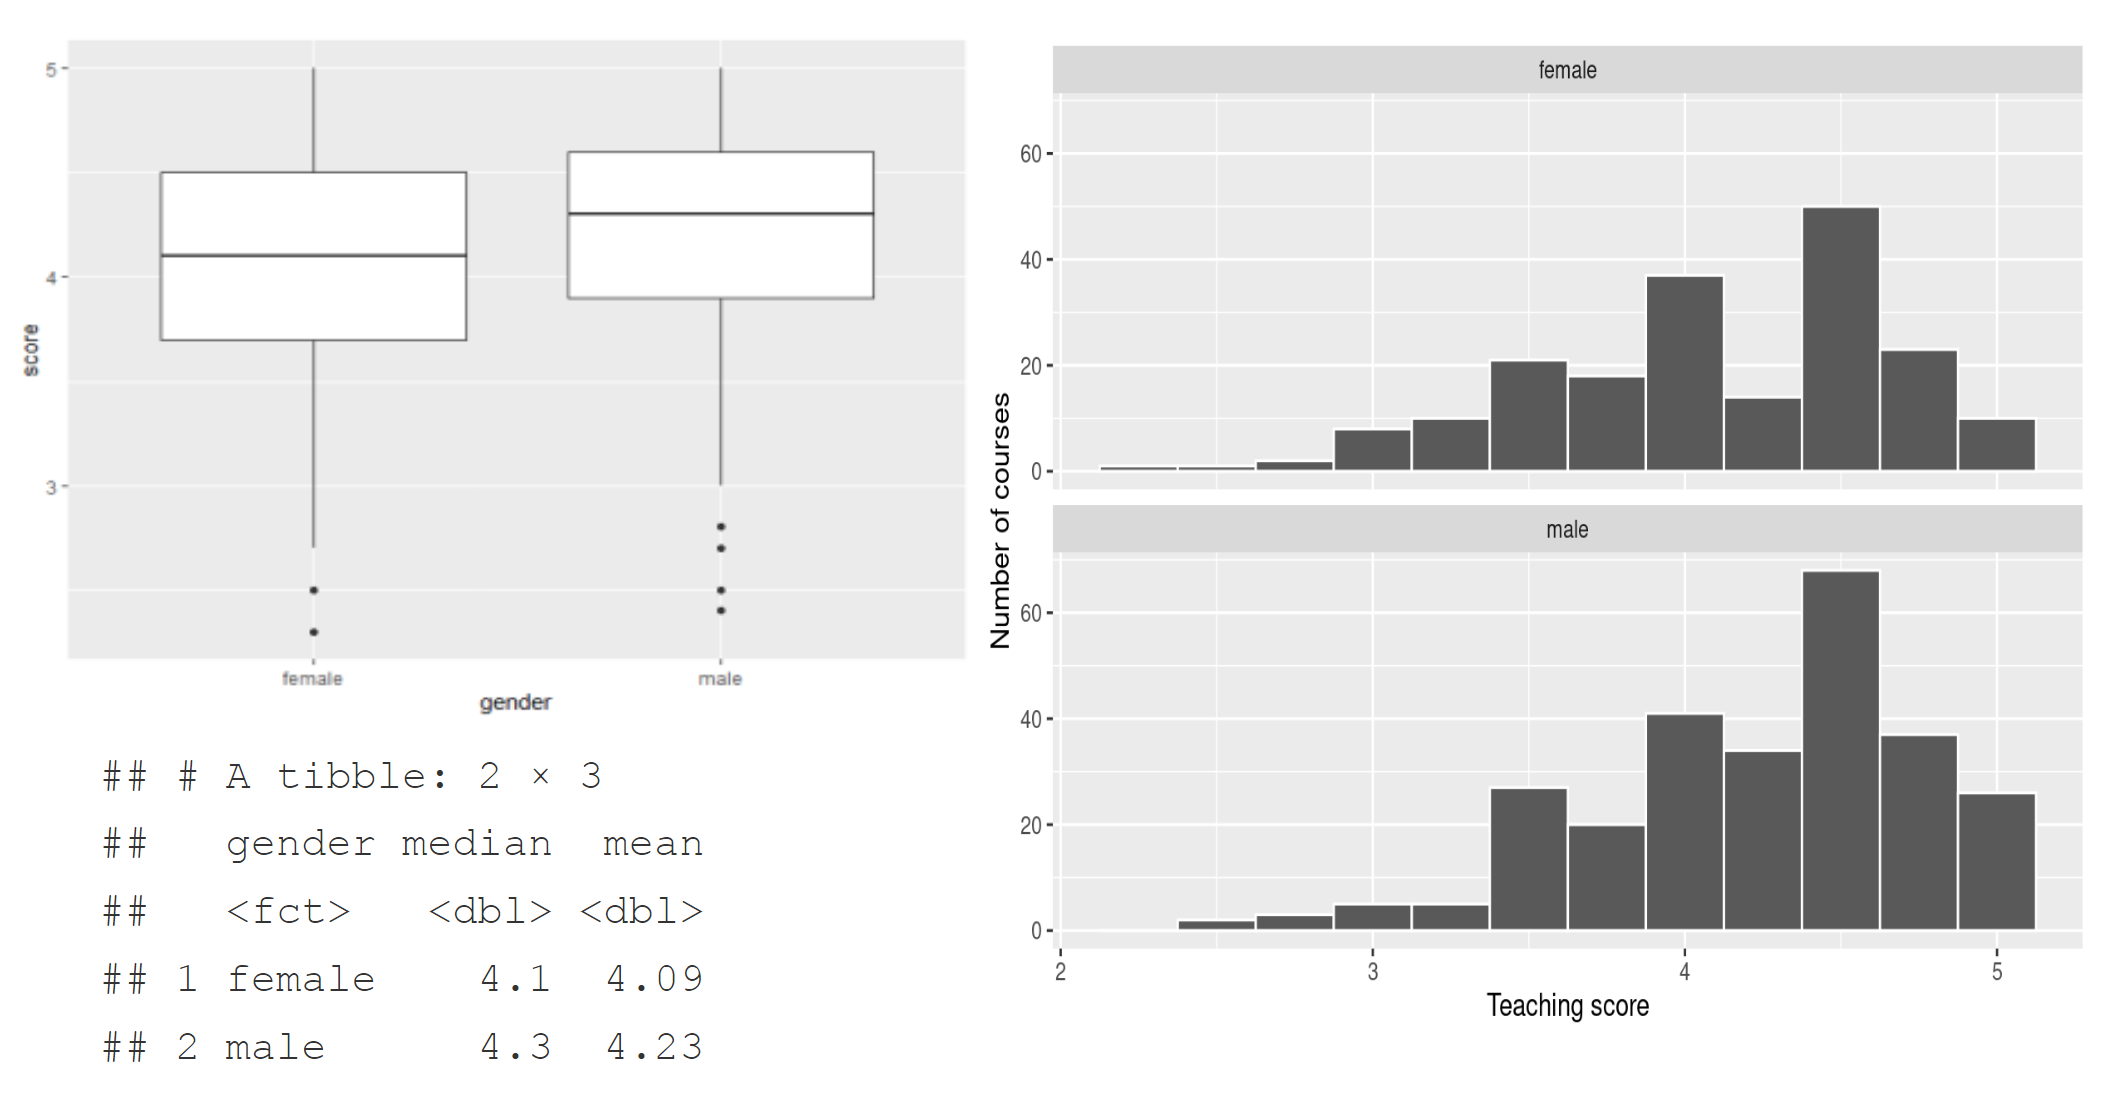 5
4
3
score
female male
gender
## # A tibble: 2 × 3
##   gender median  mean
##   <fct>   <dbl> <dbl>
## 1 female    4.1  4.09
## 2 male      4.3  4.23
female
60
40
20
0
male
60
40
20
0
Number of courses
2 3 4 5
Teaching score